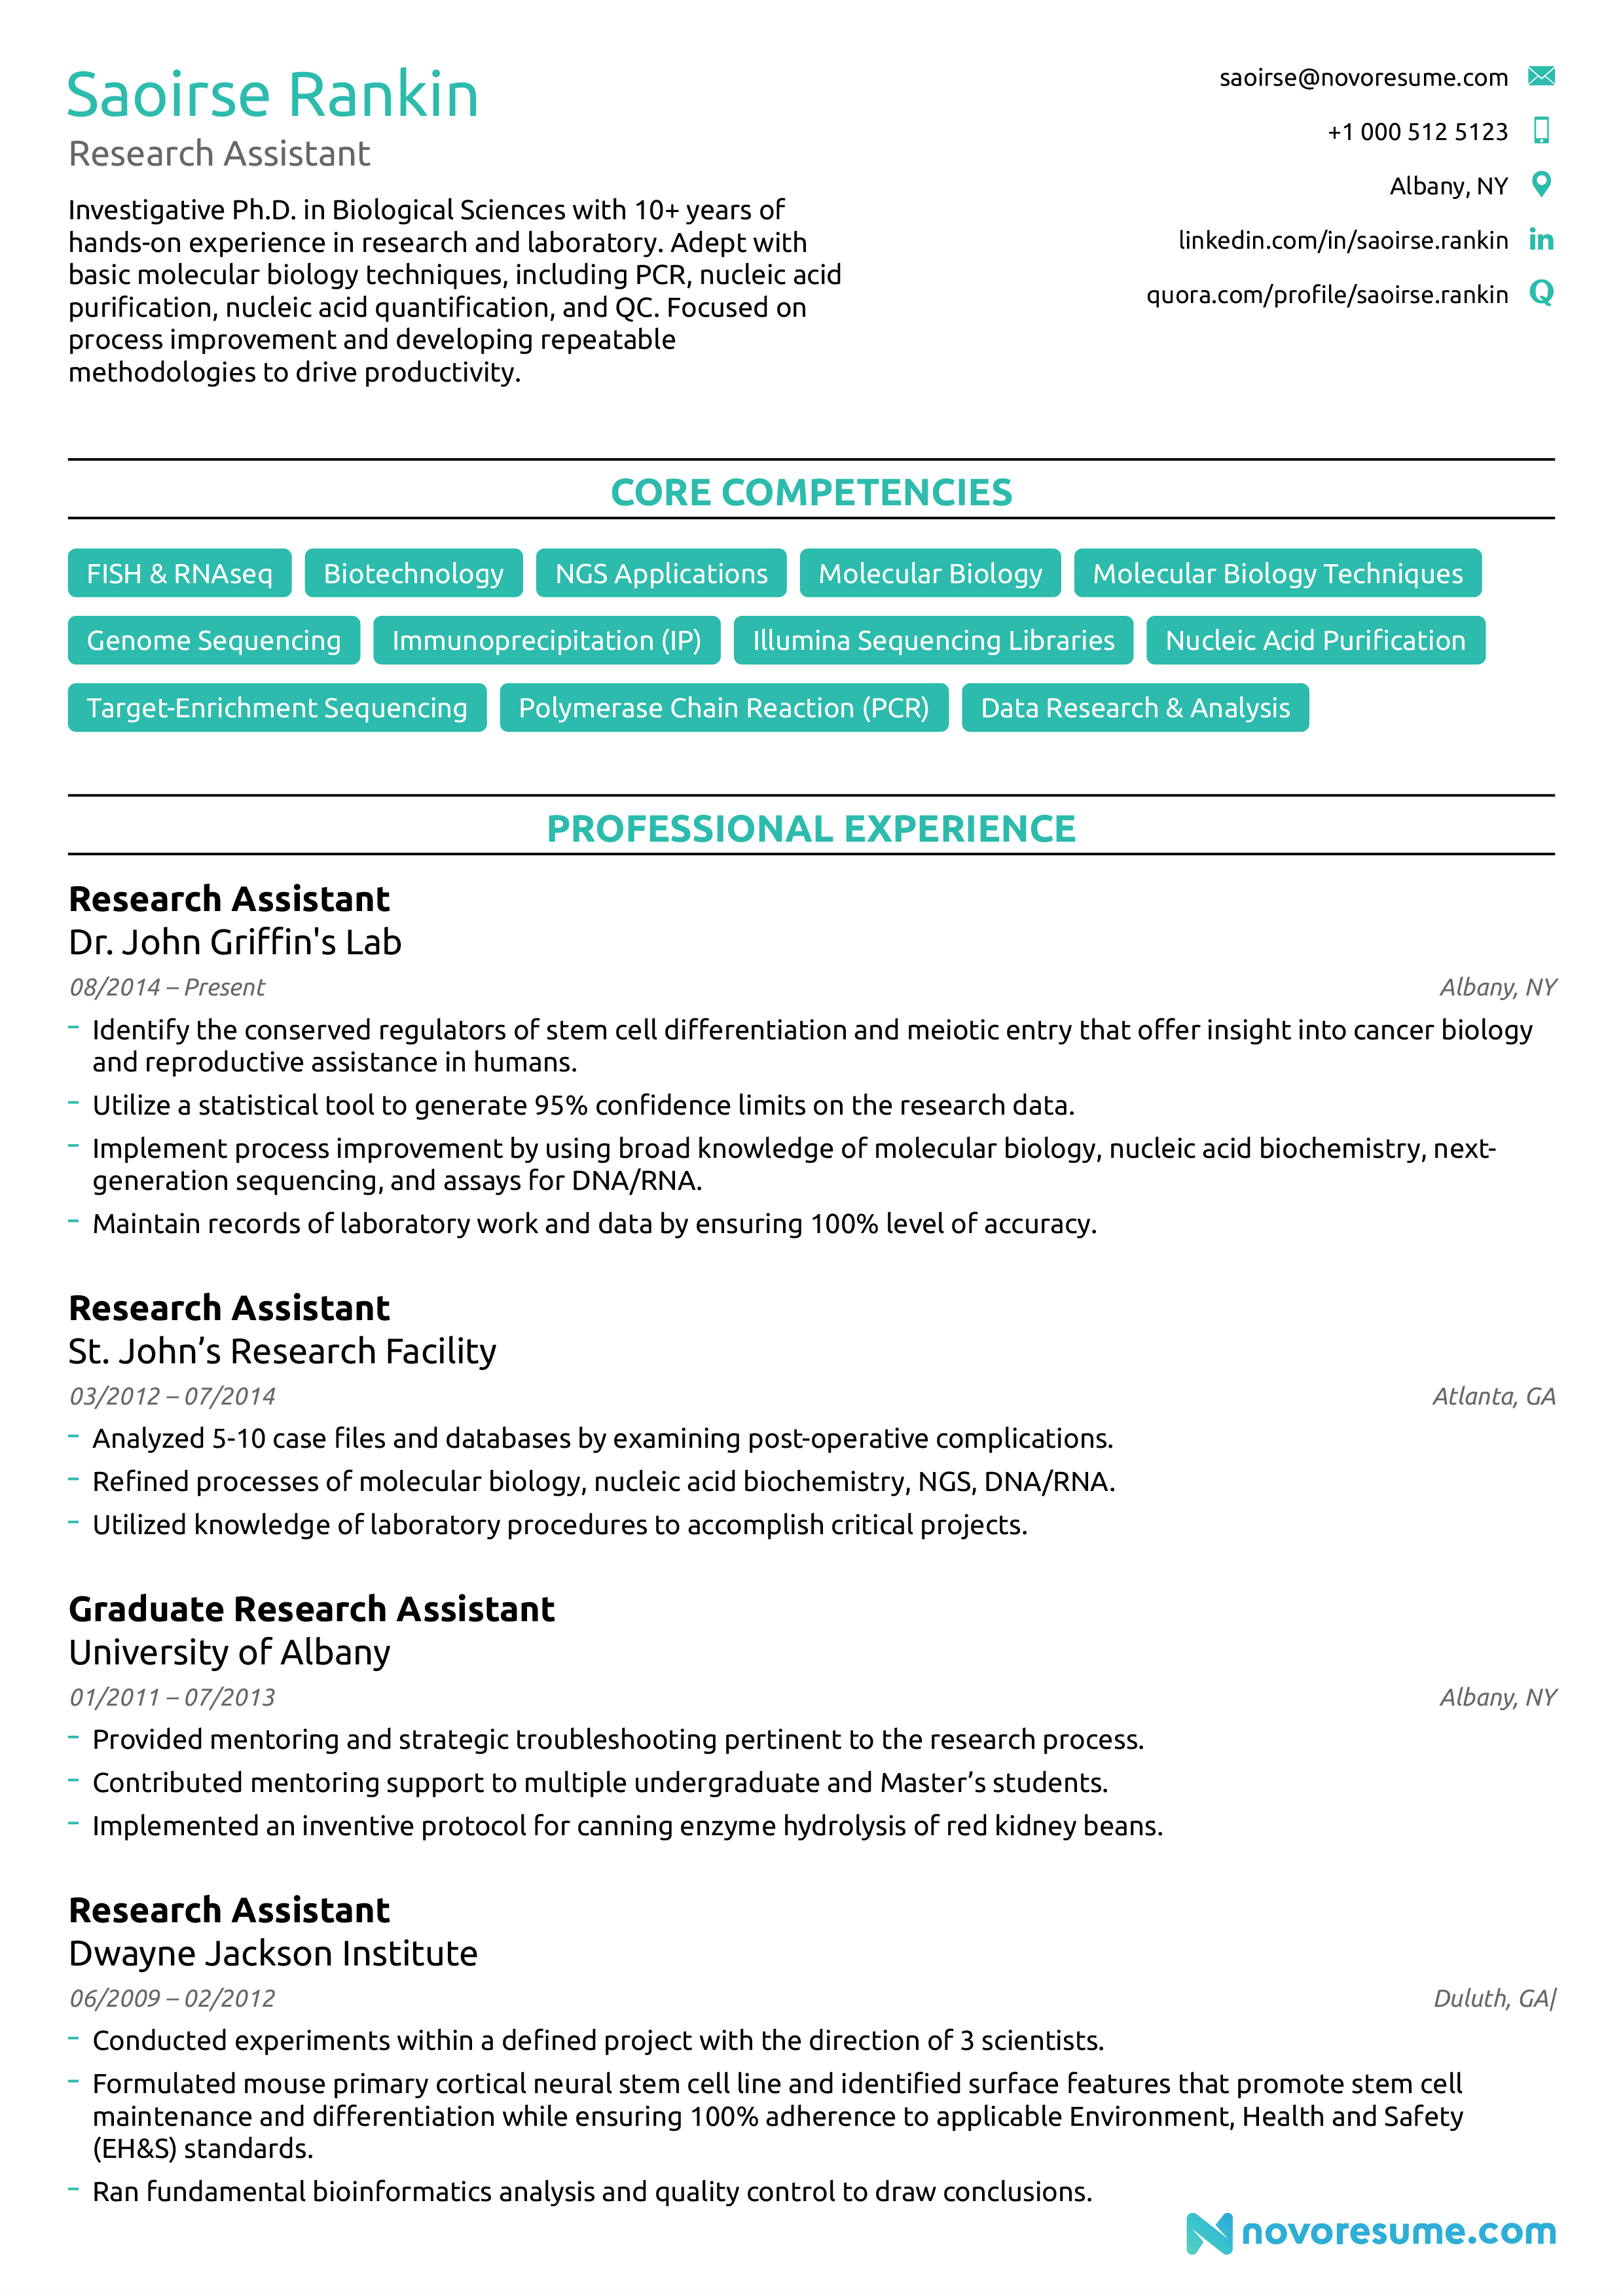 Saoirse Rankin
Research Assistant
Investigative Ph.D. in Biological Sciences with 10+ years of
hands-on experience in research and laboratory. Adept with
basic molecular biology techniques, including PCR, nucleic acid
purification, nucleic acid quantification, and QC. Focused on
process improvement and developing repeatable
methodologies to drive productivity.
saoirse@novoresume.com
+1 000 512 5123
Albany, NY
linkedin.com/in/saoirse.rankin
quora.com/profile/saoirse.rankin
CORE COMPETENCIES
FISH & RNAseq Biotechnology NGS Applications Molecular Biology Molecular Biology Techniques
Genome Sequencing Immunoprecipitation (IP) Illumina Sequencing Libraries Nucleic Acid Purification
Target-Enrichment Sequencing Polymerase Chain Reaction (PCR) Data Research & Analysis
PROFESSIONAL EXPERIENCE
Research Assistant
Dr. John Griffin's Lab
08/2014 – Present Albany, NY
– Identify the conserved regulators of stem cell differentiation and meiotic entry that offer insight into cancer biology
and reproductive assistance in humans.
– Utilize a statistical tool to generate 95% confidence limits on the research data.
– Implement process improvement by using broad knowledge of molecular biology, nucleic acid biochemistry, next-
generation sequencing, and assays for DNA/RNA.
– Maintain records of laboratory work and data by ensuring 100% level of accuracy.
Research Assistant
St. John’s Research Facility
03/2012 – 07/2014 Atlanta, GA
– Analyzed 5-10 case files and databases by examining post-operative complications.
– Refined processes of molecular biology, nucleic acid biochemistry, NGS, DNA/RNA.
– Utilized knowledge of laboratory procedures to accomplish critical projects.
Graduate Research Assistant
University of Albany
01/2011 – 07/2013 Albany, NY
– Provided mentoring and strategic troubleshooting pertinent to the research process.
– Contributed mentoring support to multiple undergraduate and Master’s students.
– Implemented an inventive protocol for canning enzyme hydrolysis of red kidney beans.
Research Assistant
Dwayne Jackson Institute
06/2009 – 02/2012 Duluth, GA|
– Conducted experiments within a defined project with the direction of 3 scientists.
– Formulated mouse primary cortical neural stem cell line and identified surface features that promote stem cell
maintenance and differentiation while ensuring 100% adherence to applicable Environment, Health and Safety
(EH&S) standards.
– Ran fundamental bioinformatics analysis and quality control to draw conclusions.
novoresume.com